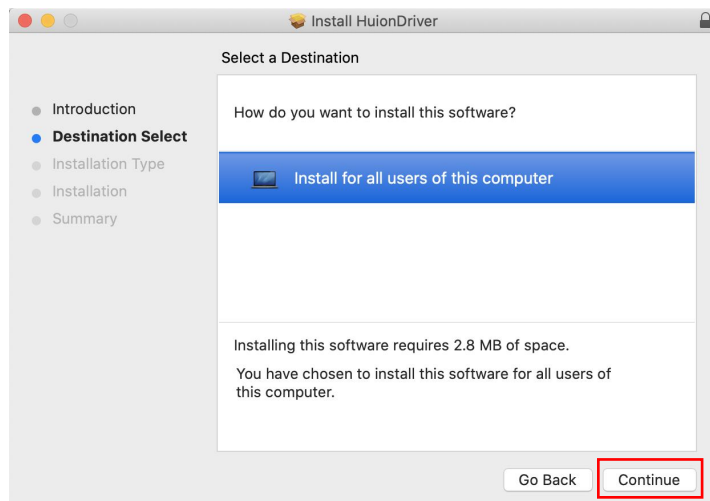 Install HuionDriver
Select a Destination
Introduction
Destination Select
Installation Type
Installation
Summary
How do you want to install this software?
Install for all users of this computer
Installing this software requires 2.8 MB of space.
You have chosen to install this software for all users of
this computer.
Go Back
Continue